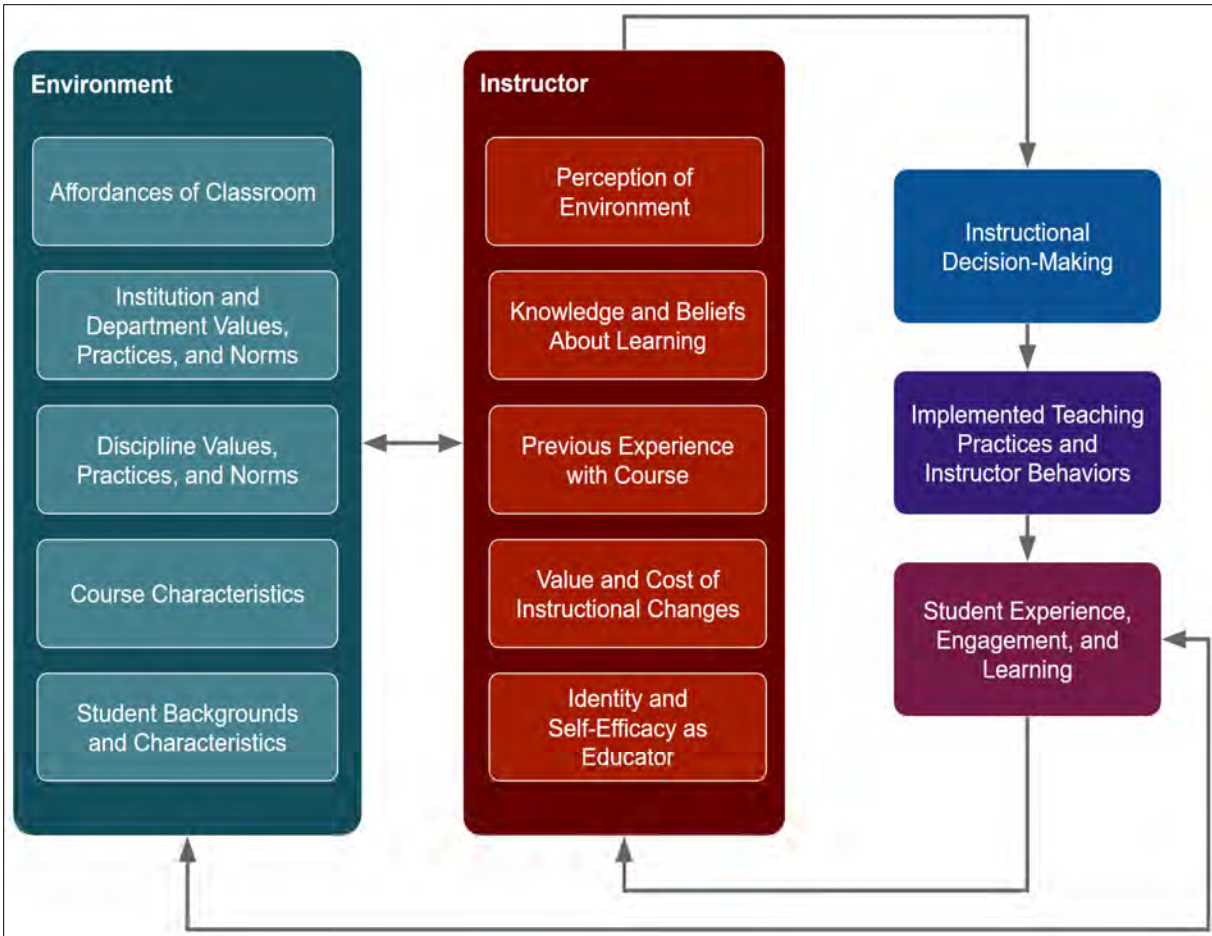 Environment
Affordances of Classroom
Institution and
Department Values,
Practices, and Norms
Discipline Values,
Practices, and Norms
Course Characteristics
Student Backgrounds
and Characteristics
Instructor
Perception of
Environment
Knowledge and Beliefs
About Learning
Previous Experience
with Course
Value and Cost of
Instructional Changes
Identity and
Self-Efficacy as
Educator
Instructional
Decision-Making
Implemented Teaching
Practices and
Instructor Behaviors
Student Experience,
Engagement, and
Learning